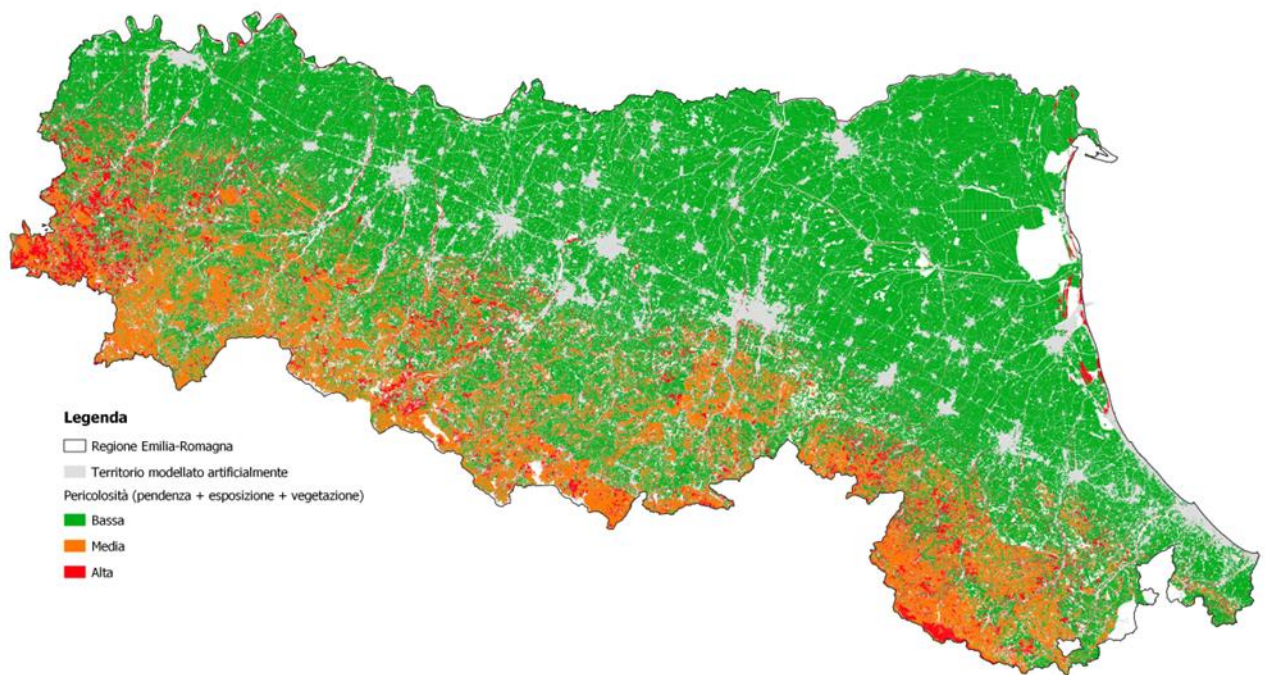 Legenda
Regione Emilia-Romagna
Territorio modellato artificialmente
Pericolosità (pendenza + esposizione + vegetazione)
Bassa
Media
Alta